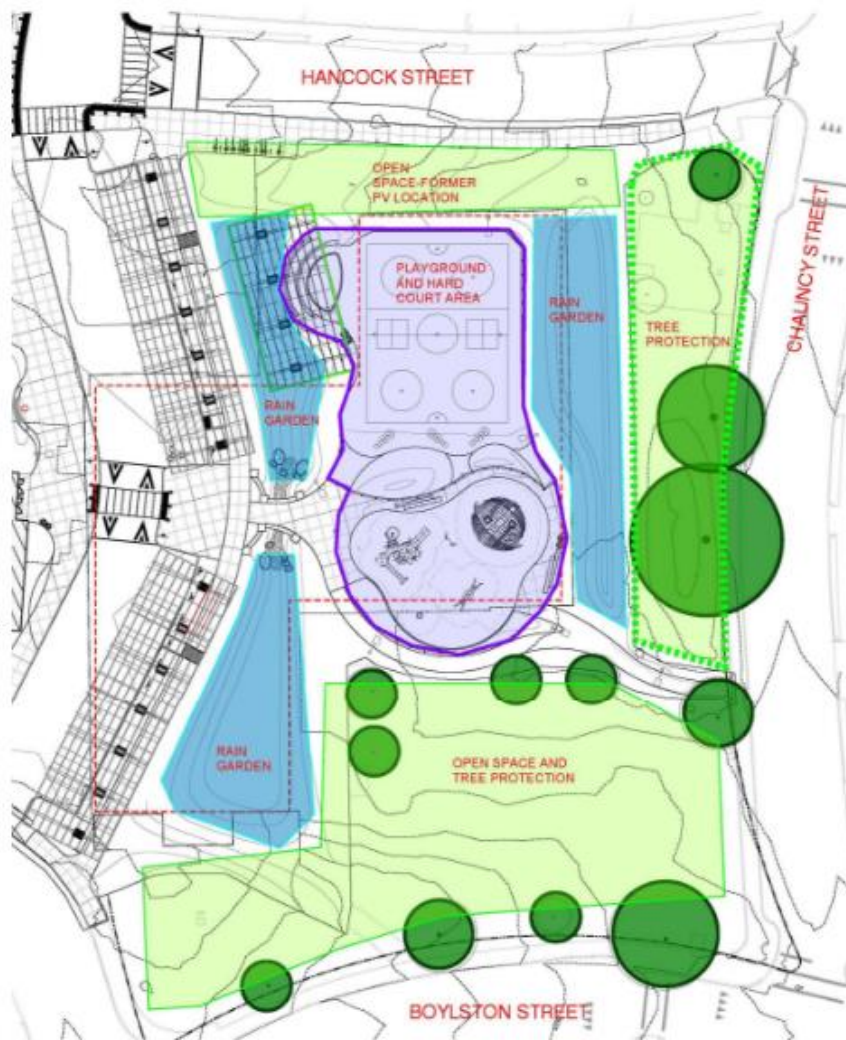 HANCOCK STREET
OPEN
SPACE-FORMER
PV LOCATION
CHAUNCY STREET
PLAYGROUND
AND HARD
COURT AREA
RAIN
GARDEN
TREE
PROTECTION
RAIN
GARDEN
RAIN
GARDEN
OPEN SPACE AND
TREE PROTECTION
BOYLSTON STREET